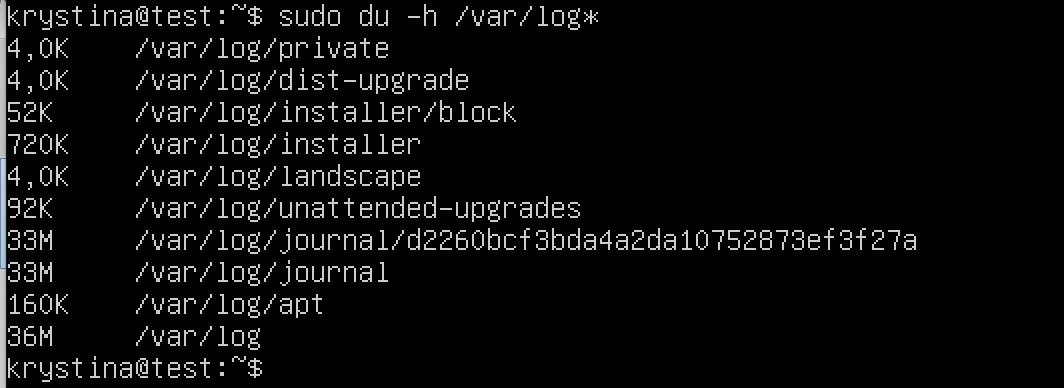 krystina@test:~$ sudo du -h /var/log*
4,0K    /var/log/private
4,0K    /var/log/dist-upgrade
52K     /var/log/installer/block
720K    /var/log/installer
4,0K    /var/log/landscape
92K     /var/log/unattended-upgrades
33M     /var/log/journal/d2260bcf3bda4a2da10752873ef3f27a
33M     /var/log/journal
160K    /var/log/apt
36M     /var/log
krystina@test:~$